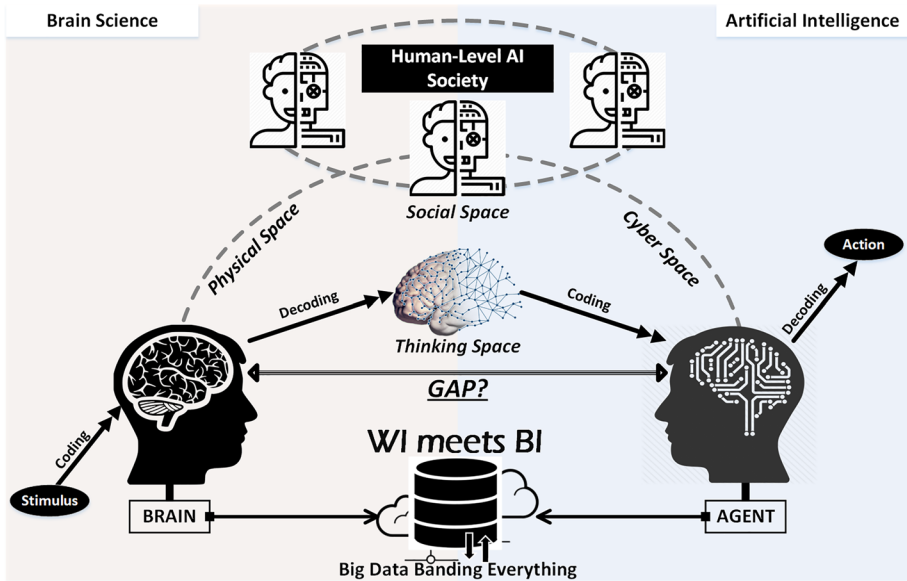 Brain Science
Artificial Intelligence
Human-Level AI
Society
Social Space
Physical Space
Cyber Space
Action
Decoding
Coding
Decoding
Thinking Space
GAP?
Coding
WI meets BI
Stimulus
BRAIN
AGENT
Big Data Banding Everything